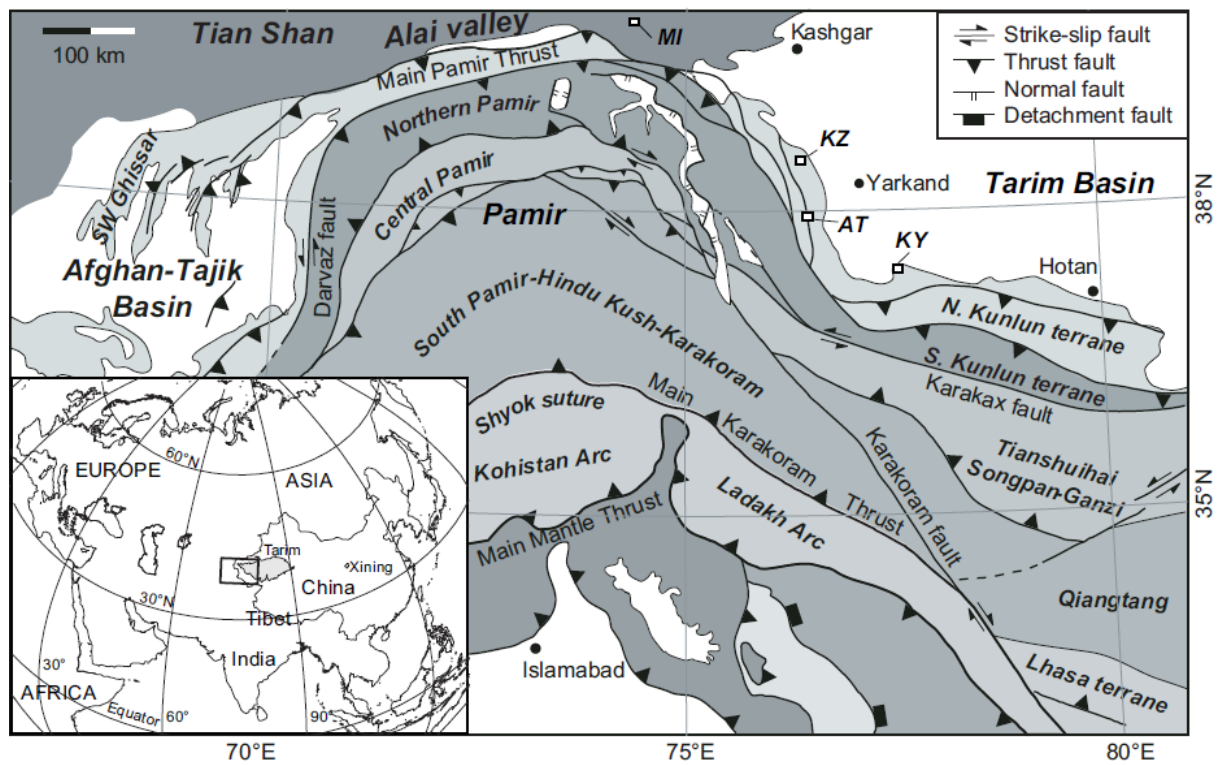 Tian Shan
Alai valley
100 km
MI
Kashgar
Strike-slip fault
Thrust fault
Normal fault
Detachment fault
Main Pamir Thrust
Northern Pamir
Central Pamir
Pamir
SW Ghissar
KZ
Yarkand
Tarim Basin
38°N
AT
KY
Hotan
Afghan-Tajik
Basin
Darvaz fault
South Pamir-Hindu Kush-Karakoram
N. Kunlun terrane
S. Kunlun terrane
Karakax fault
Shyok suture
Main Karakoram Thrust
Kohistan Arc
Karakoram fault
Tianshuihai
Songpan-Ganzi
35°N
Ladakh Arc
Main Mantle Thrust
Qiangtang
Lhasa terrane
Islamabad
60°N
EUROPE
ASIA
Tarim
Xining
China
30°N
Tibet
India
30°
AFRICA
Equator
60°
90°
70°E
75°E
80°E